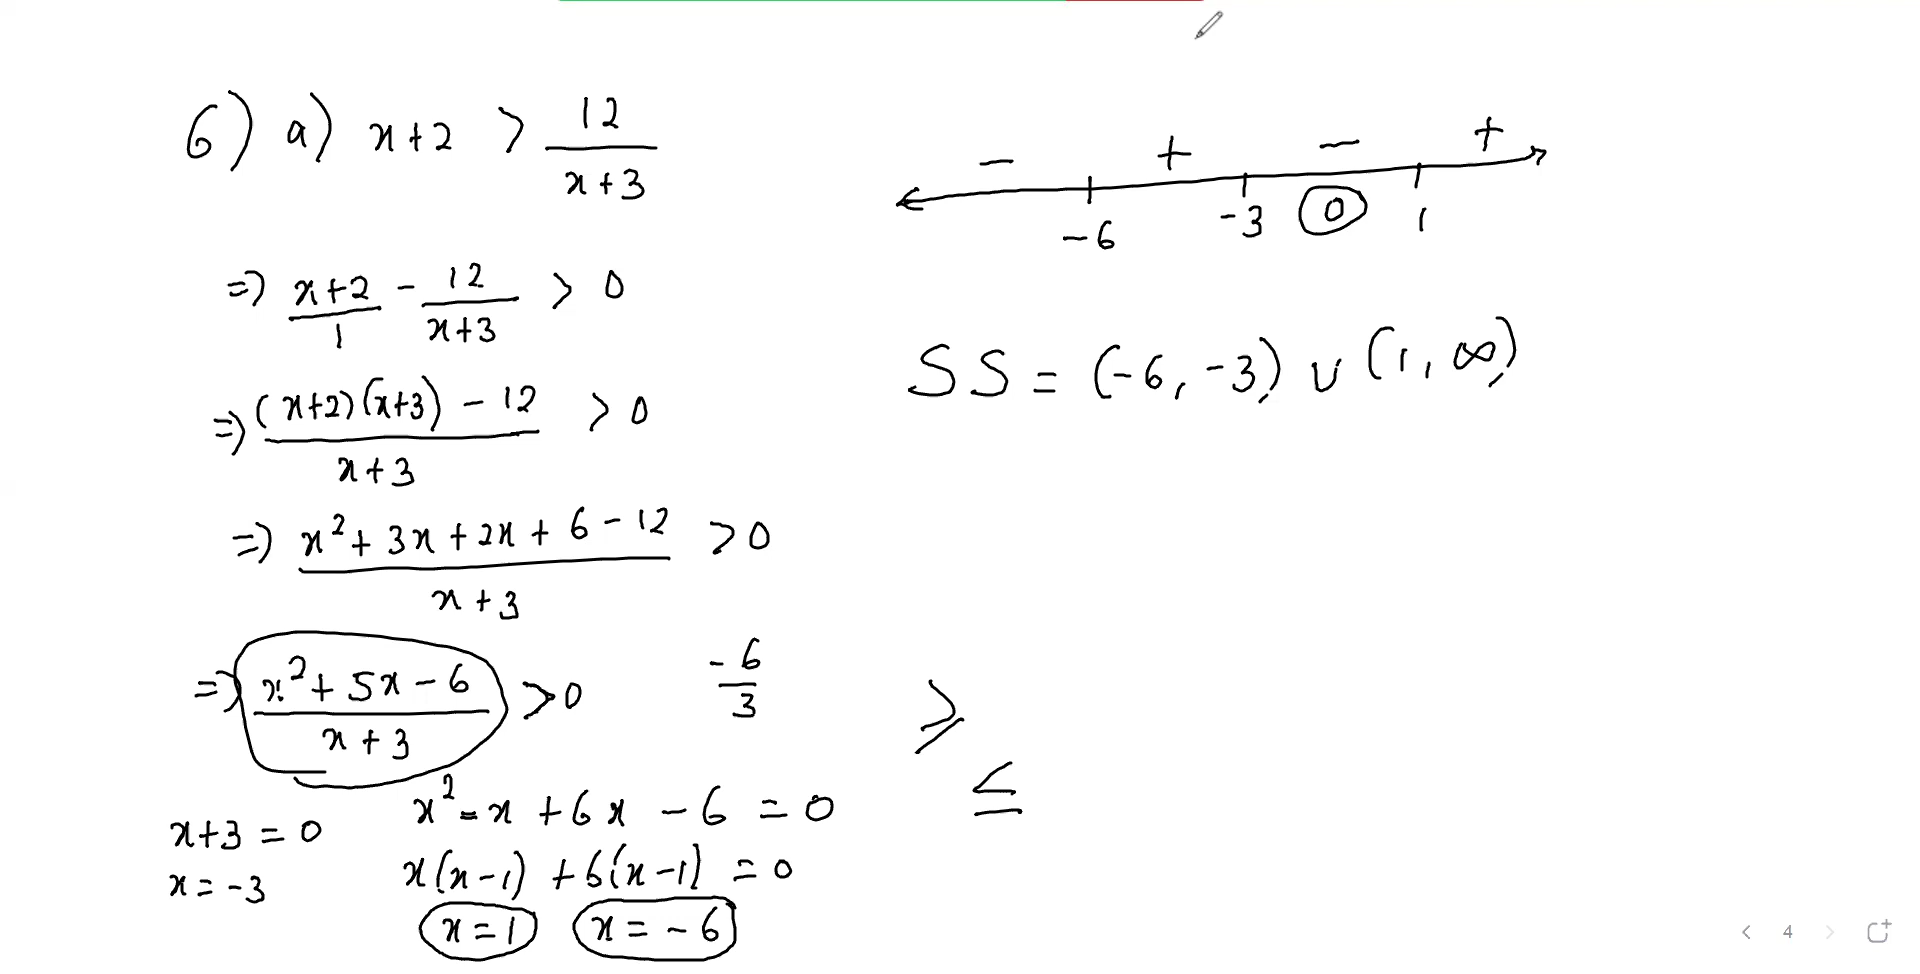 6) a) x+2 > 12/(x+3)
=) (x+2)/1 - 12/(x+3) > 0
=) ((x+2)(x+3) - 12)/(x+3) > 0
=) (x²+3x+2x+6-12)/(x+3) > 0
=) (x²+5x-6)/(x+3) > 0
-6/3
x+3 = 0
x = -3
x²-x+6x-6 = 0
x(x-1)+6(x-1) = 0
x=1 x=-6
- + - +
-6 -3 0 1
SS = (-6, -3) ∪ (1, ∞)
≥
≤
< 4 >